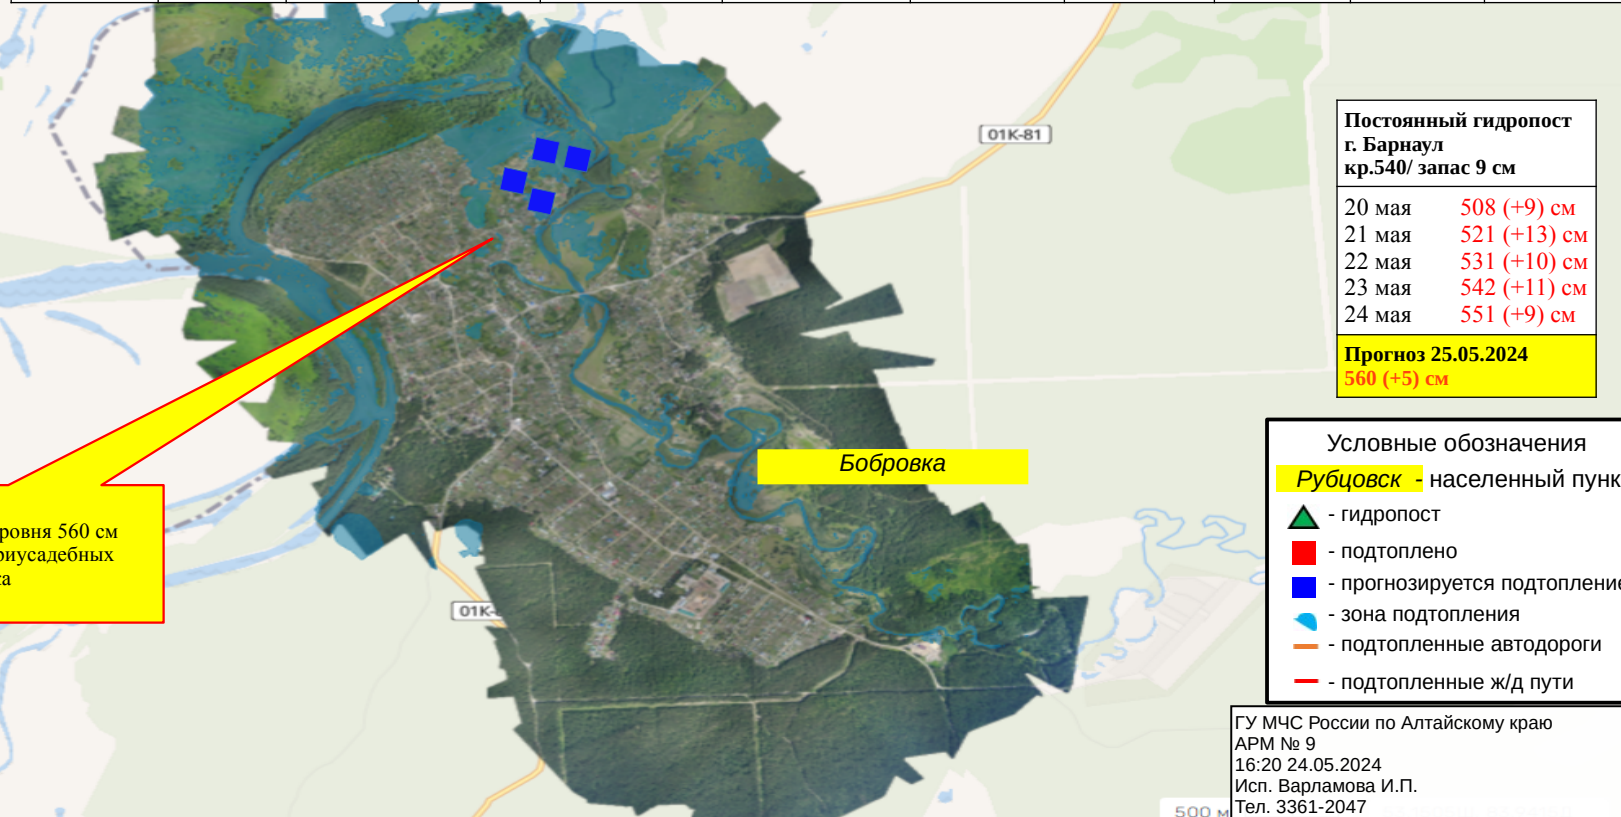 01K-81
Постоянный гидропост
г. Барнаул
кр.540/ запас 9 см
20 мая 508 (+9) см
21 мая 521 (+13) см
22 мая 531 (+10) см
23 мая 542 (+11) см
24 мая 551 (+9) см
Прогноз 25.05.2024
560 (+5) см
Бобровка
ровня 560 см
риусадебных
ка
01K-
Условные обозначения
Рубцовск - населенный пунк
- гидропост
- подтоплено
- прогнозируется подтопление
- зона подтопления
- подтопленные автодороги
- подтопленные ж/д пути
ГУ МЧС России по Алтайскому краю
АРМ № 9
16:20 24.05.2024
Исп. Варламова И.П.
Тел. 3361-2047
500 м